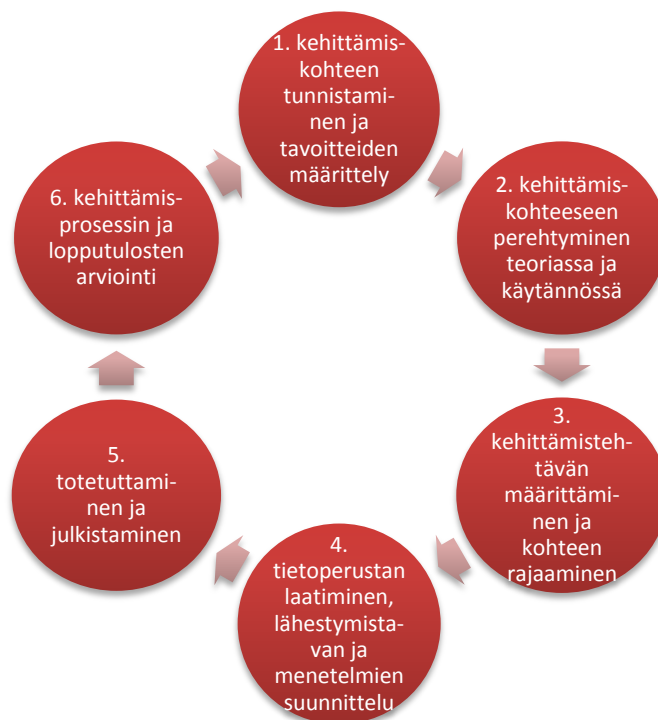 1. kehittämis-
kohteen
tunnistami-
nen ja
tavoitteiden
määrittely
2. kehittämis-
kohteeseen
perehtyminen
teoriassa ja
käytännössä
3.
kehittämisteh-
tävän
määrittämi-
nen ja
kohteen
rajaaminen
4.
tietoperustan
laatiminen,
lähestymista-
van ja
menetelmien
suunnittelu
5.
totetuttami-
nen ja
julkistaminen
6. kehittämis-
prosessin ja
lopputulosten
arviointi